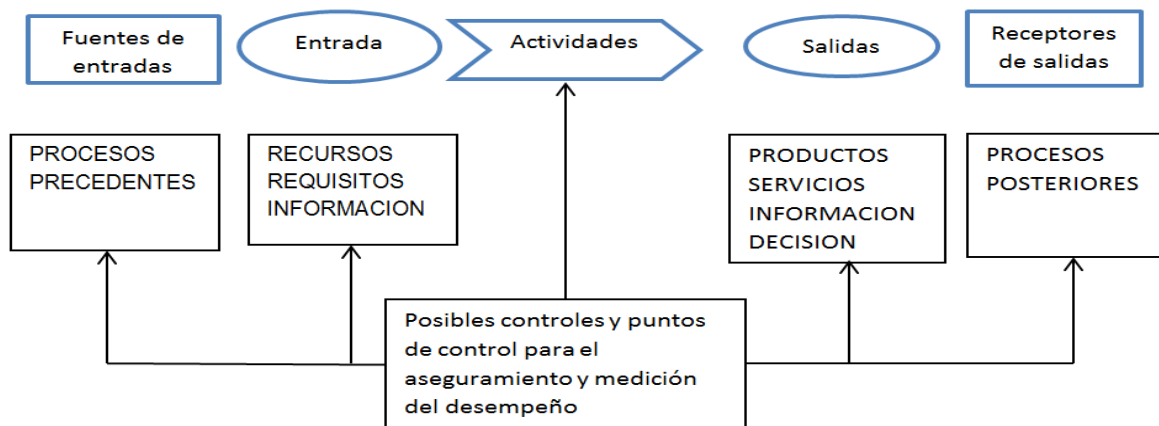 Fuentes de
entradas
Entrada
Actividades
Salidas
Receptores
de salidas
PROCESOS
PRECEDENTES
RECURSOS
REQUISITOS
INFORMACION
PRODUCTOS
SERVICIOS
INFORMACION
DECISION
PROCESOS
POSTERIORES
Posibles controles y puntos
de control para el
aseguramiento y medición
del desempeño